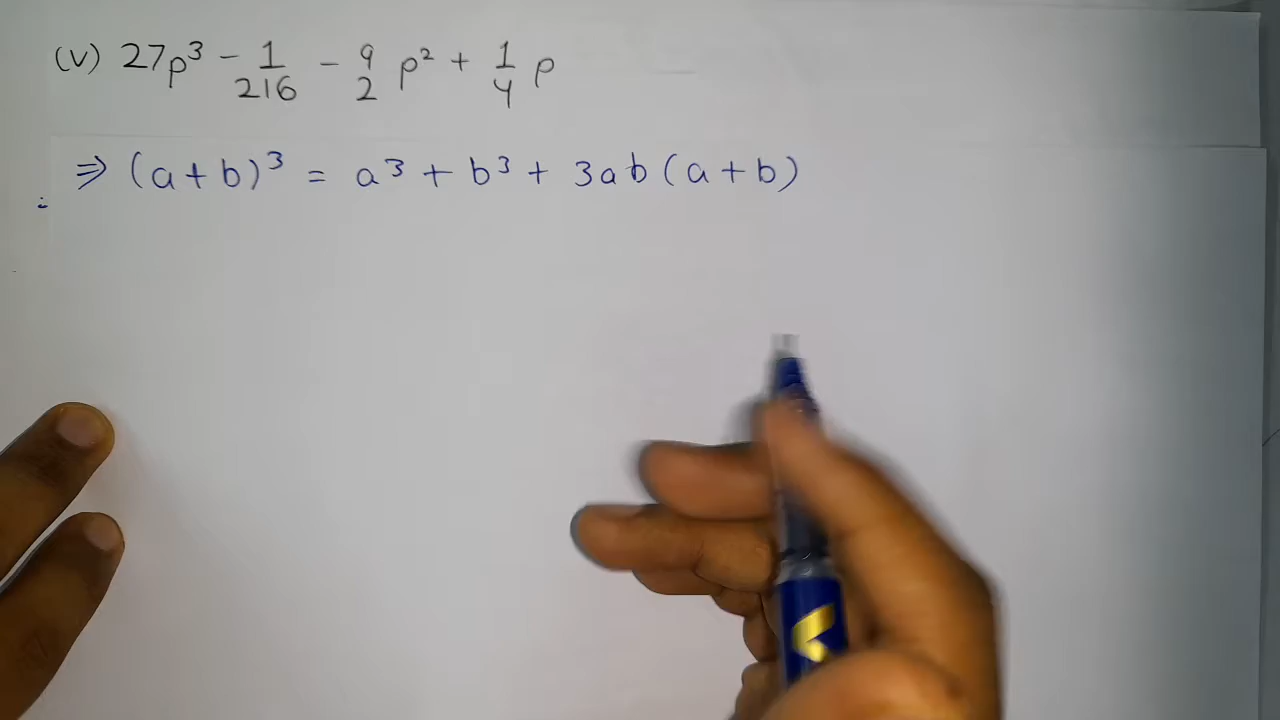 (v) 27p³ - 1/216 - 9/2 p² + 1/4 p
⇒ (a+b)³ = a³ + b³ + 3ab(a+b)